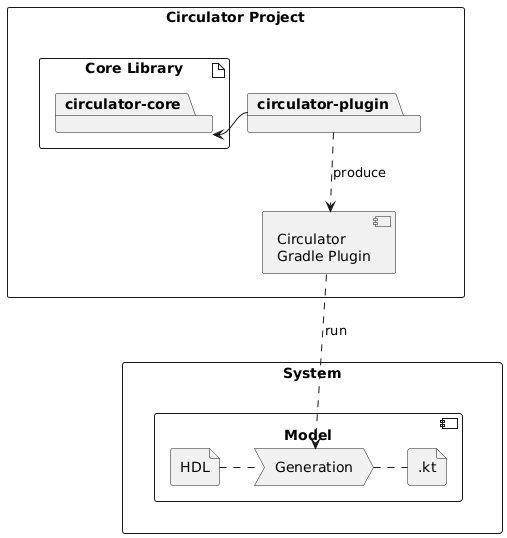 Circulator Project
Core Library
circulator-core
circulator-plugin
produce
Circulator
Gradle Plugin
run
System
Model
HDL
Generation
.kt